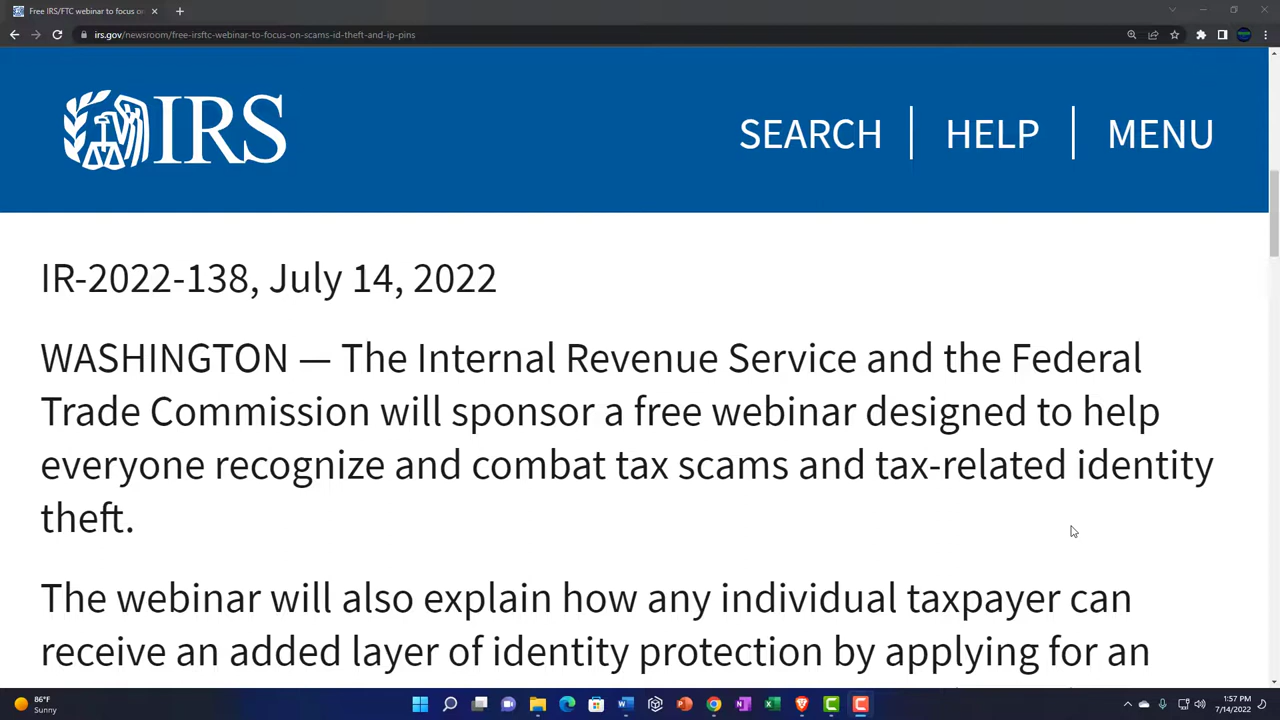 Free IRS/FTC webinar to focus on
irs.gov/newsroom/free-irsftc-webinar-to-focus-on-scams-id-theft-and-ip-pins
IRS
SEARCH
HELP
MENU
IR-2022-138, July 14, 2022
WASHINGTON — The Internal Revenue Service and the Federal
Trade Commission will sponsor a free webinar designed to help
everyone recognize and combat tax scams and tax-related identity
theft.
The webinar will also explain how any individual taxpayer can
receive an added layer of identity protection by applying for an
86°F
Sunny
1:57 PM
7/14/2022